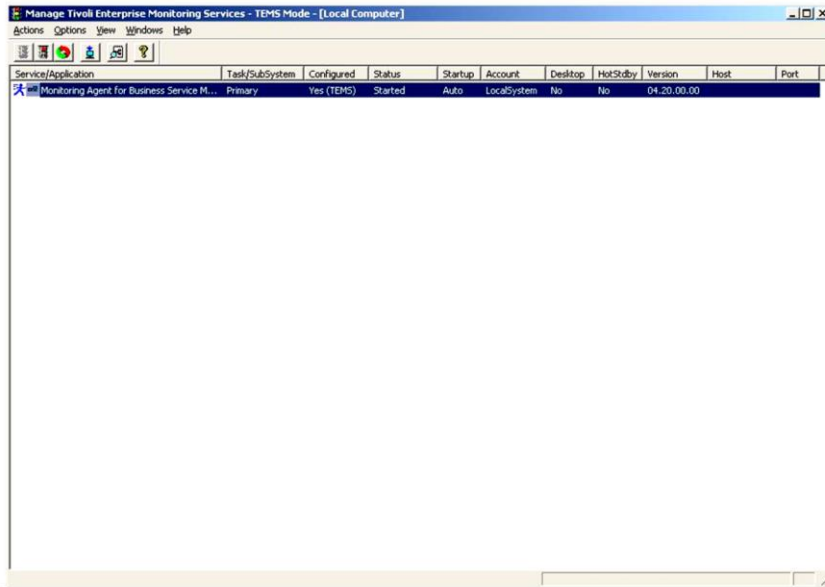 Manage Tivoli Enterprise Monitoring Services - TEMS Mode - [Local Computer]
Actions Options View Windows Help
Service/Application Task/SubSystem Configured Status Startup Account Desktop HotStdby Version Host Port
Monitoring Agent for Business Service M... Primary Yes (TEMS) Started Auto LocalSystem No No 04.20.00.00